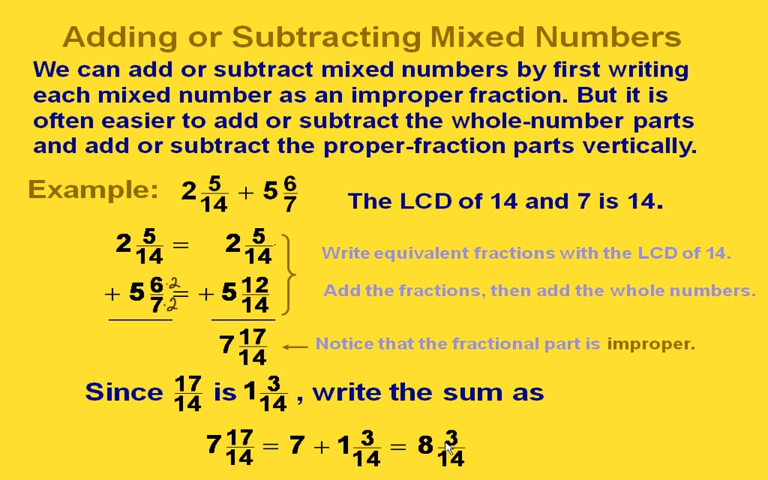 Adding or Subtracting Mixed Numbers
We can add or subtract mixed numbers by first writing
each mixed number as an improper fraction. But it is
often easier to add or subtract the whole-number parts
and add or subtract the proper-fraction parts vertically.
Example: 2 5/14 + 5 6/7 The LCD of 14 and 7 is 14.
2 5/14 = 2 5/14
Write equivalent fractions with the LCD of 14.
+ 5 6·2/7·2 = + 5 12/14
Add the fractions, then add the whole numbers.
7 17/14 ← Notice that the fractional part is improper.
Since 17/14 is 1 3/14 , write the sum as
7 17/14 = 7 + 1 3/14 = 8 3/14